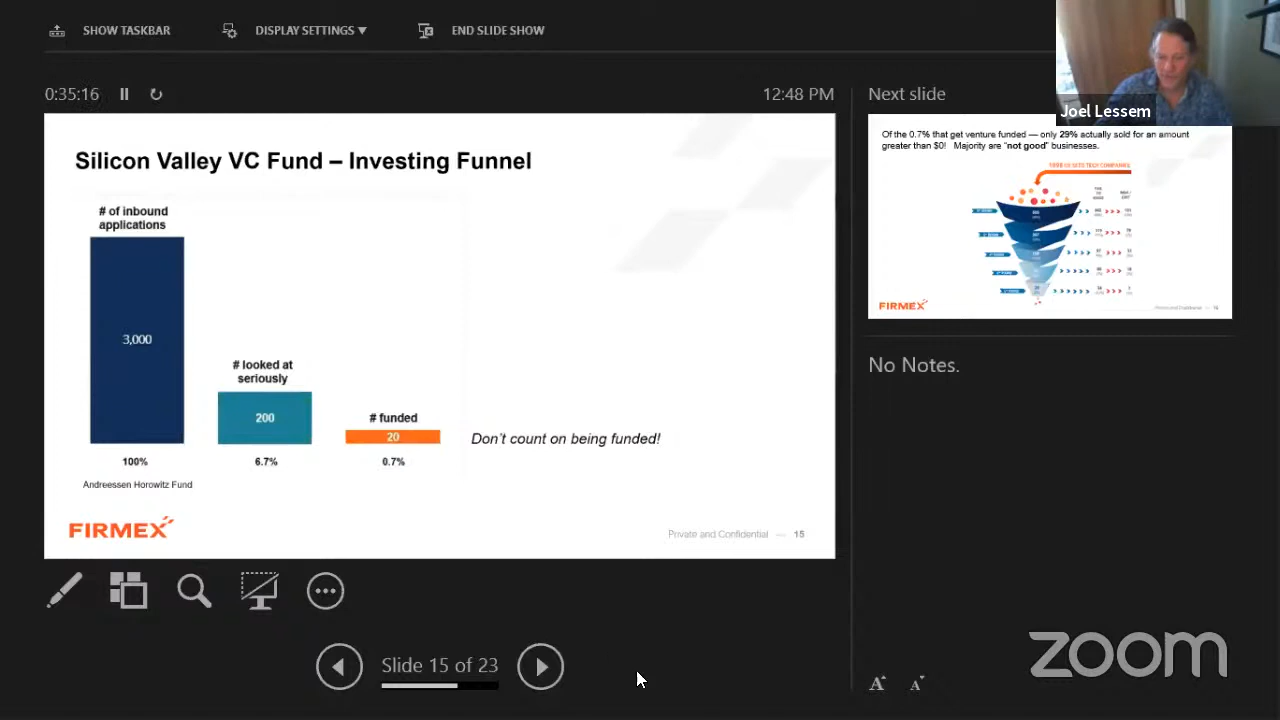 SHOW TASKBAR
DISPLAY SETTINGS
END SLIDE SHOW
0:35:16
12:48 PM
Next slide
Joel Lessem
Silicon Valley VC Fund – Investing Funnel
# of inbound
applications
3,000
# looked at
seriously
200
# funded
20
Don't count on being funded!
100%
6.7%
0.7%
Andreessen Horowitz Fund
FIRMEX
Private and Confidential — 15
Of the 0.7% that get venture funded — only 29% actually sold for an amount
greater than $0! Majority are "not good" businesses.
FIRMEX
No Notes.
Slide 15 of 23
A A
zoom